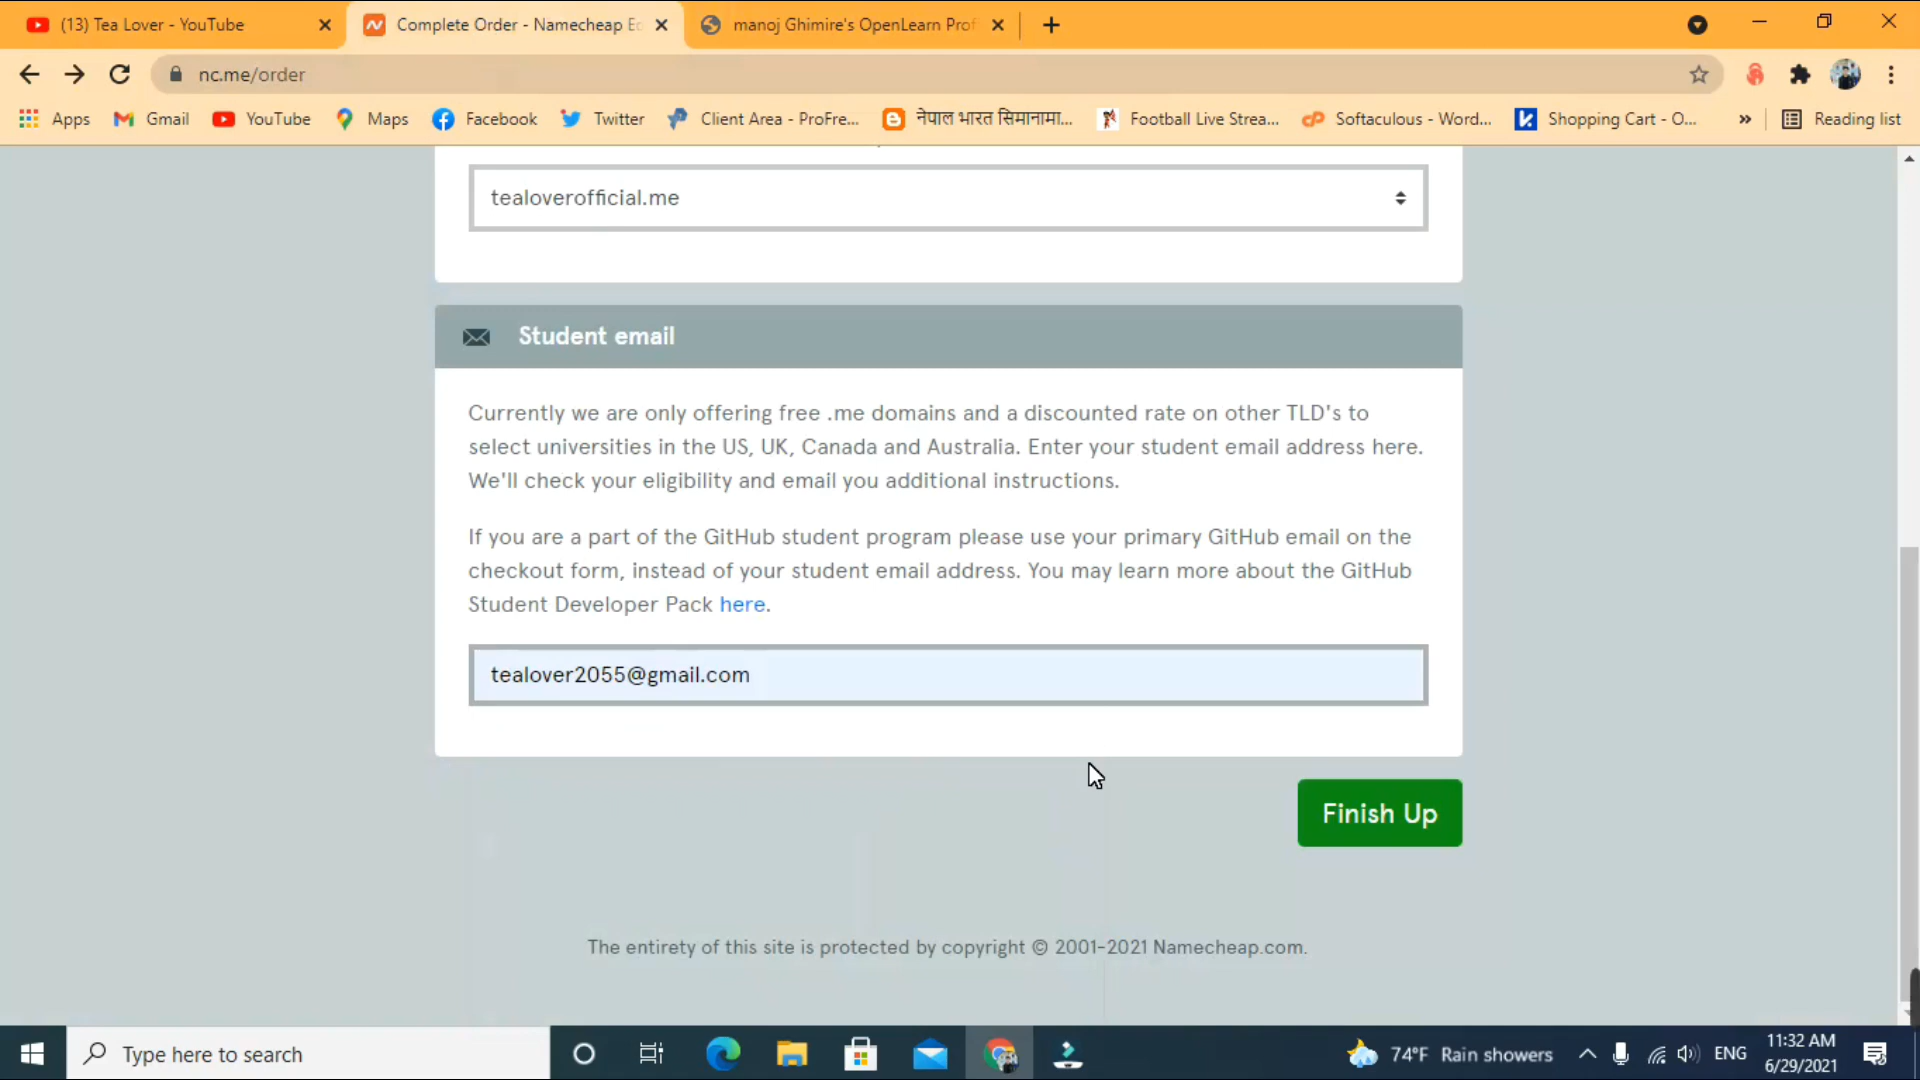 (13) Tea Lover - YouTube
Complete Order - Namecheap Ec
manoj Ghimire's OpenLearn Prof
nc.me/order
Apps
Gmail
YouTube
Maps
Facebook
Twitter
Client Area - ProFre...
नेपाल भारत सिमानामा...
Football Live Strea...
Softaculous - Word...
Shopping Cart - O...
»
Reading list
tealoverofficial.me
Student email
Currently we are only offering free .me domains and a discounted rate on other TLD's to
select universities in the US, UK, Canada and Australia. Enter your student email address here.
We'll check your eligibility and email you additional instructions.
If you are a part of the GitHub student program please use your primary GitHub email on the
checkout form, instead of your student email address. You may learn more about the GitHub
Student Developer Pack here.
tealover2055@gmail.com
Finish Up
The entirety of this site is protected by copyright © 2001-2021 Namecheap.com.
Type here to search
74°F Rain showers
ENG
11:32 AM
6/29/2021